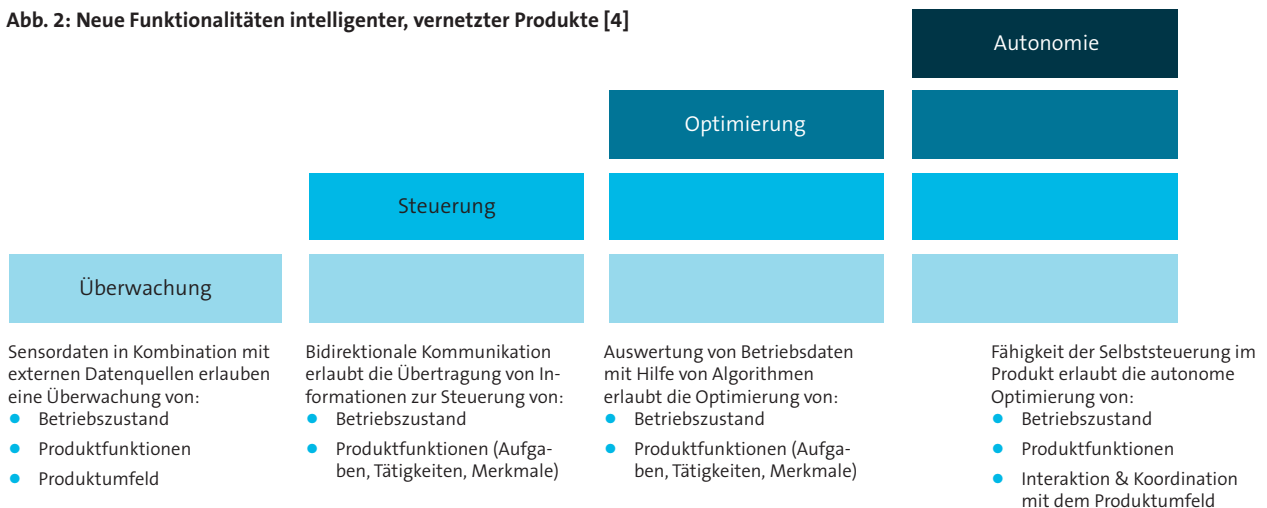 Abb. 2: Neue Funktionalitäten intelligenter, vernetzter Produkte [4]
Autonomie
Optimierung
Steuerung
Überwachung
Sensordaten in Kombination mit
externen Datenquellen erlauben
eine Überwachung von:
● Betriebszustand
● Produktfunktionen
● Produktumfeld
Bidirektionale Kommunikation
erlaubt die Übertragung von In-
formationen zur Steuerung von:
● Betriebszustand
● Produktfunktionen (Aufga-
ben, Tätigkeiten, Merkmale)
Auswertung von Betriebsdaten
mit Hilfe von Algorithmen
erlaubt die Optimierung von:
● Betriebszustand
● Produktfunktionen (Aufga-
ben, Tätigkeiten, Merkmale)
Fähigkeit der Selbststeuerung im
Produkt erlaubt die autonome
Optimierung von:
● Betriebszustand
● Produktfunktionen
● Interaktion & Koordination
mit dem Produktumfeld